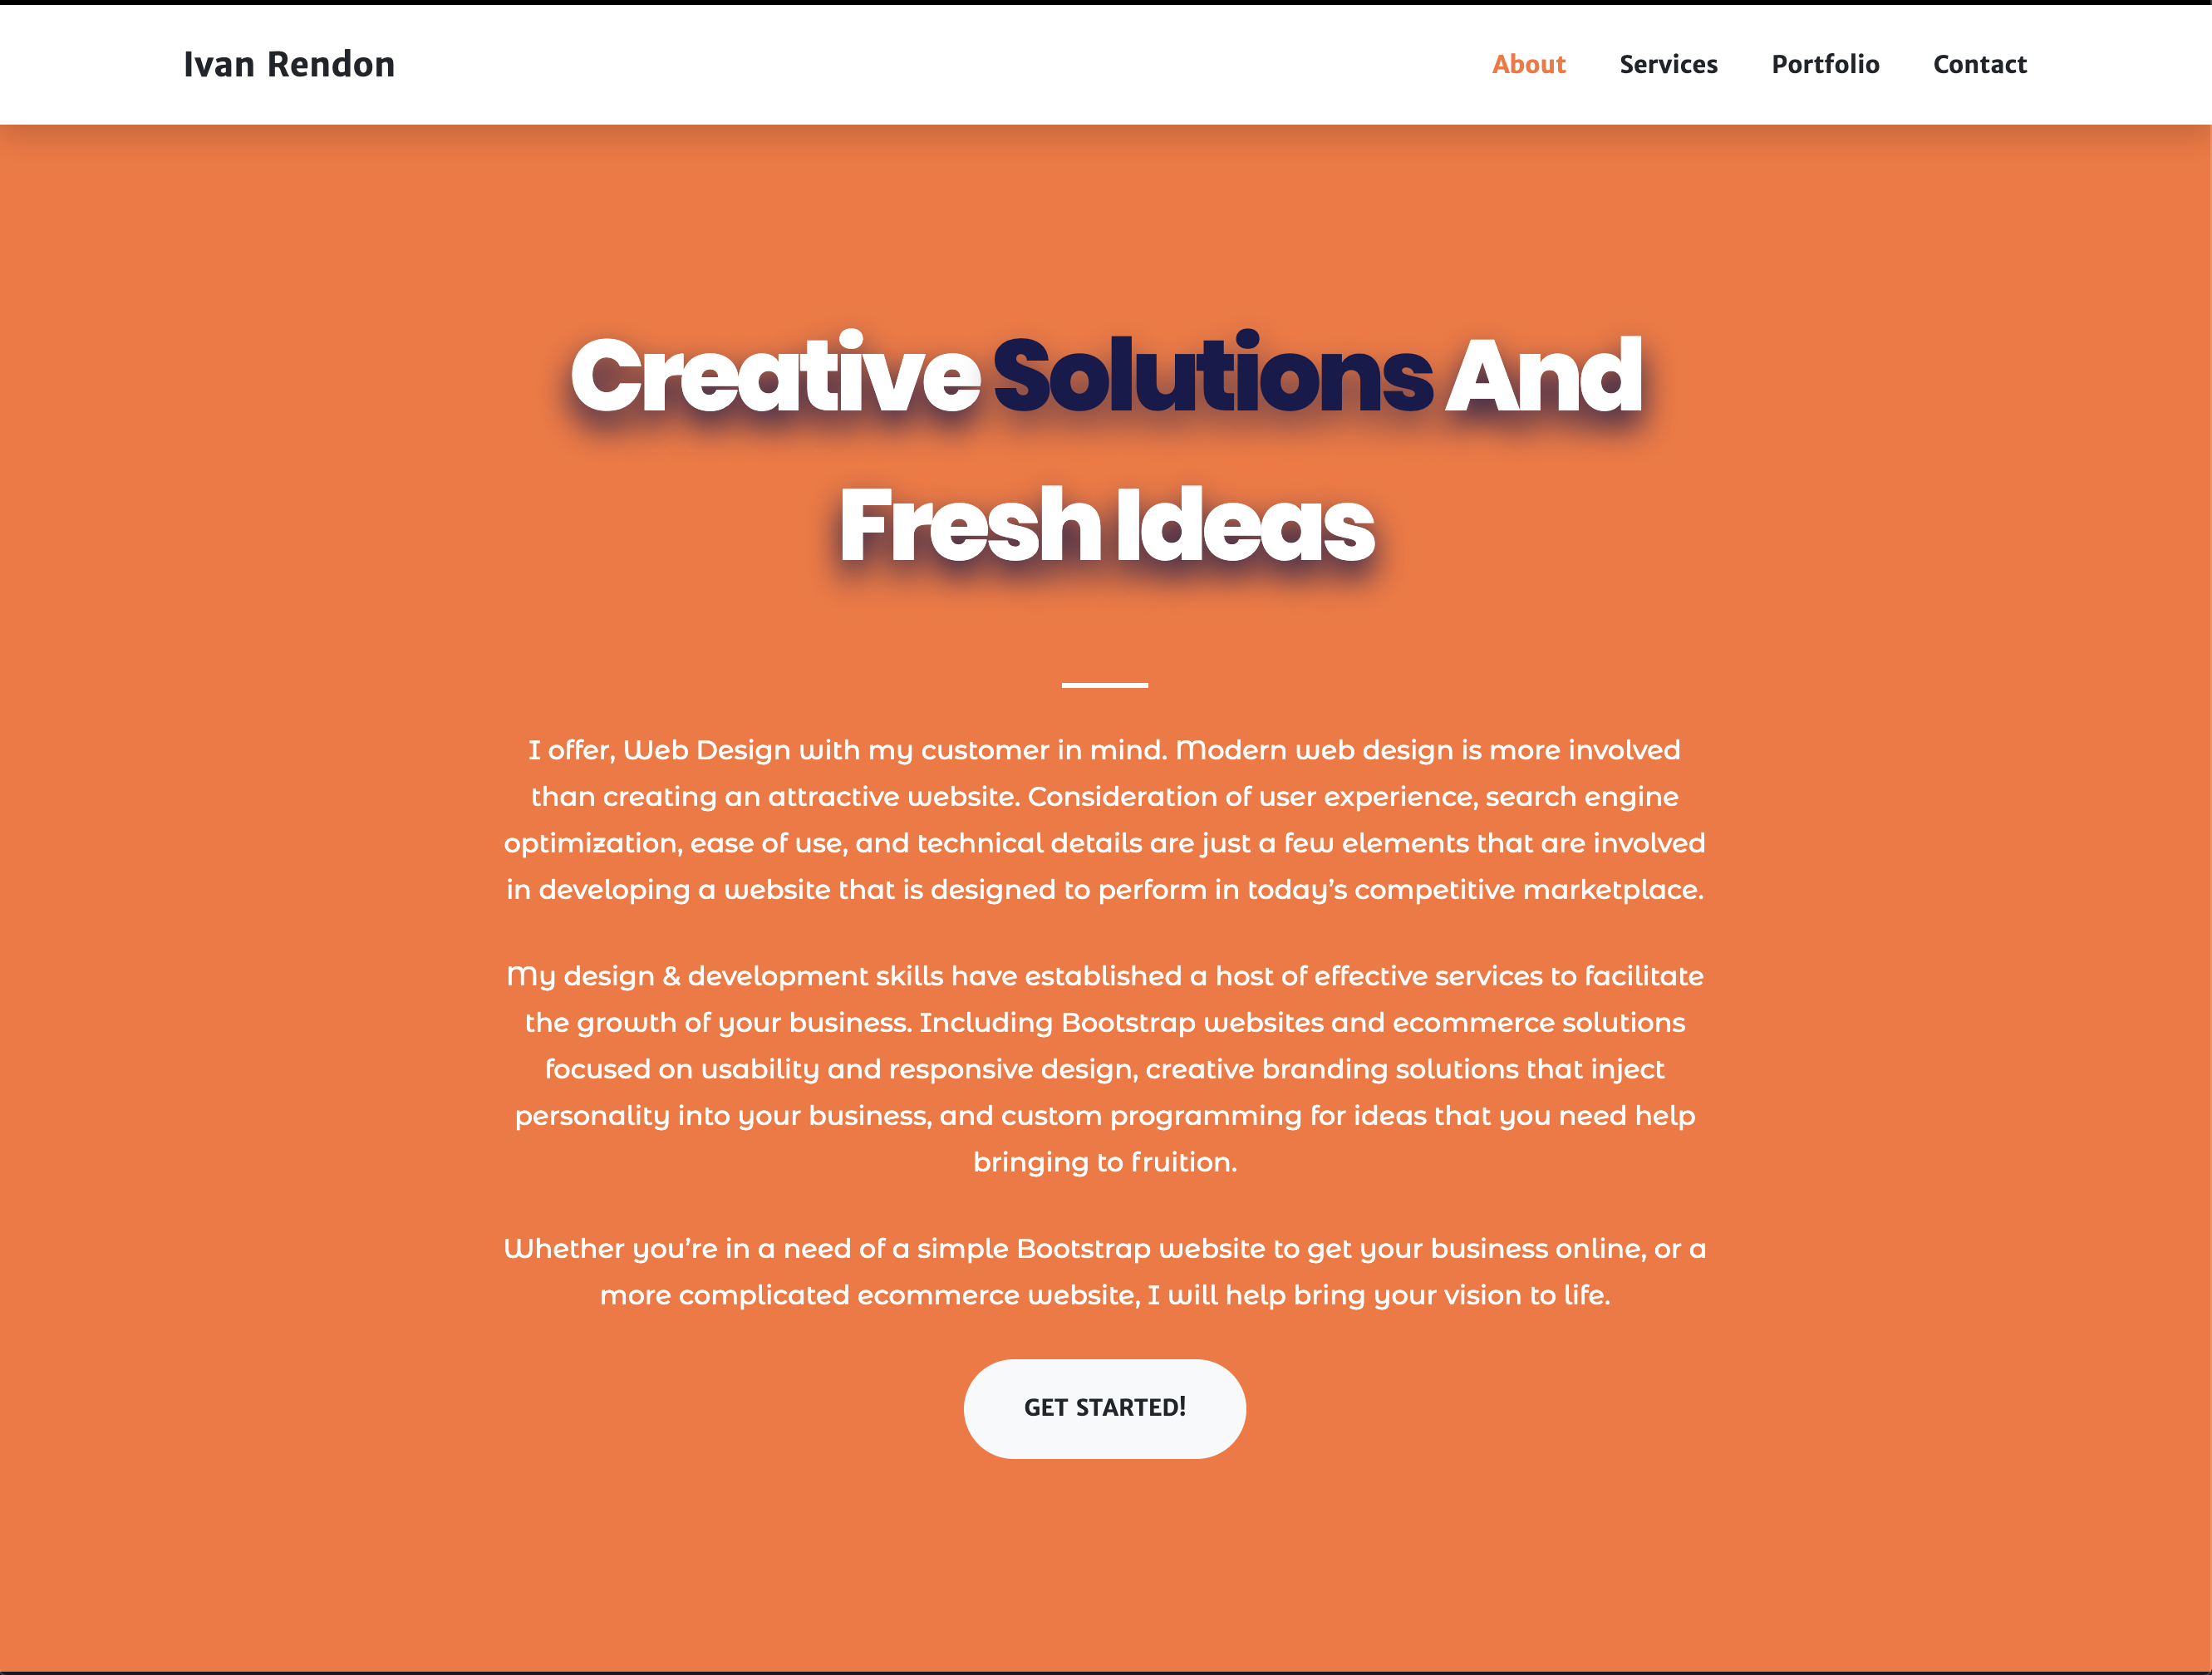 Ivan Rendon
About Services Portfolio Contact
Creative Solutions And
Fresh Ideas
I offer, Web Design with my customer in mind. Modern web design is more involved
than creating an attractive website. Consideration of user experience, search engine
optimization, ease of use, and technical details are just a few elements that are involved
in developing a website that is designed to perform in today’s competitive marketplace.
My design & development skills have established a host of effective services to facilitate
the growth of your business. Including Bootstrap websites and ecommerce solutions
focused on usability and responsive design, creative branding solutions that inject
personality into your business, and custom programming for ideas that you need help
bringing to fruition.
Whether you’re in a need of a simple Bootstrap website to get your business online, or a
more complicated ecommerce website, I will help bring your vision to life.
GET STARTED!